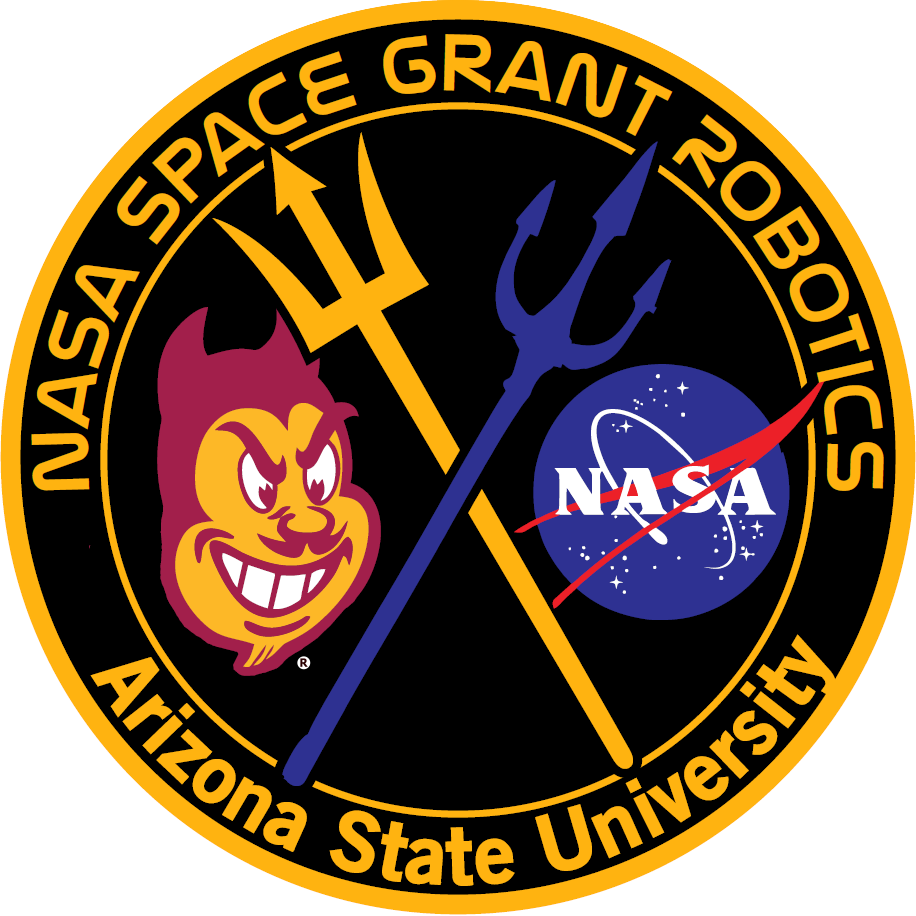 NASA SPACE GRANT ROBOTICS
NASA
®
Arizona State University